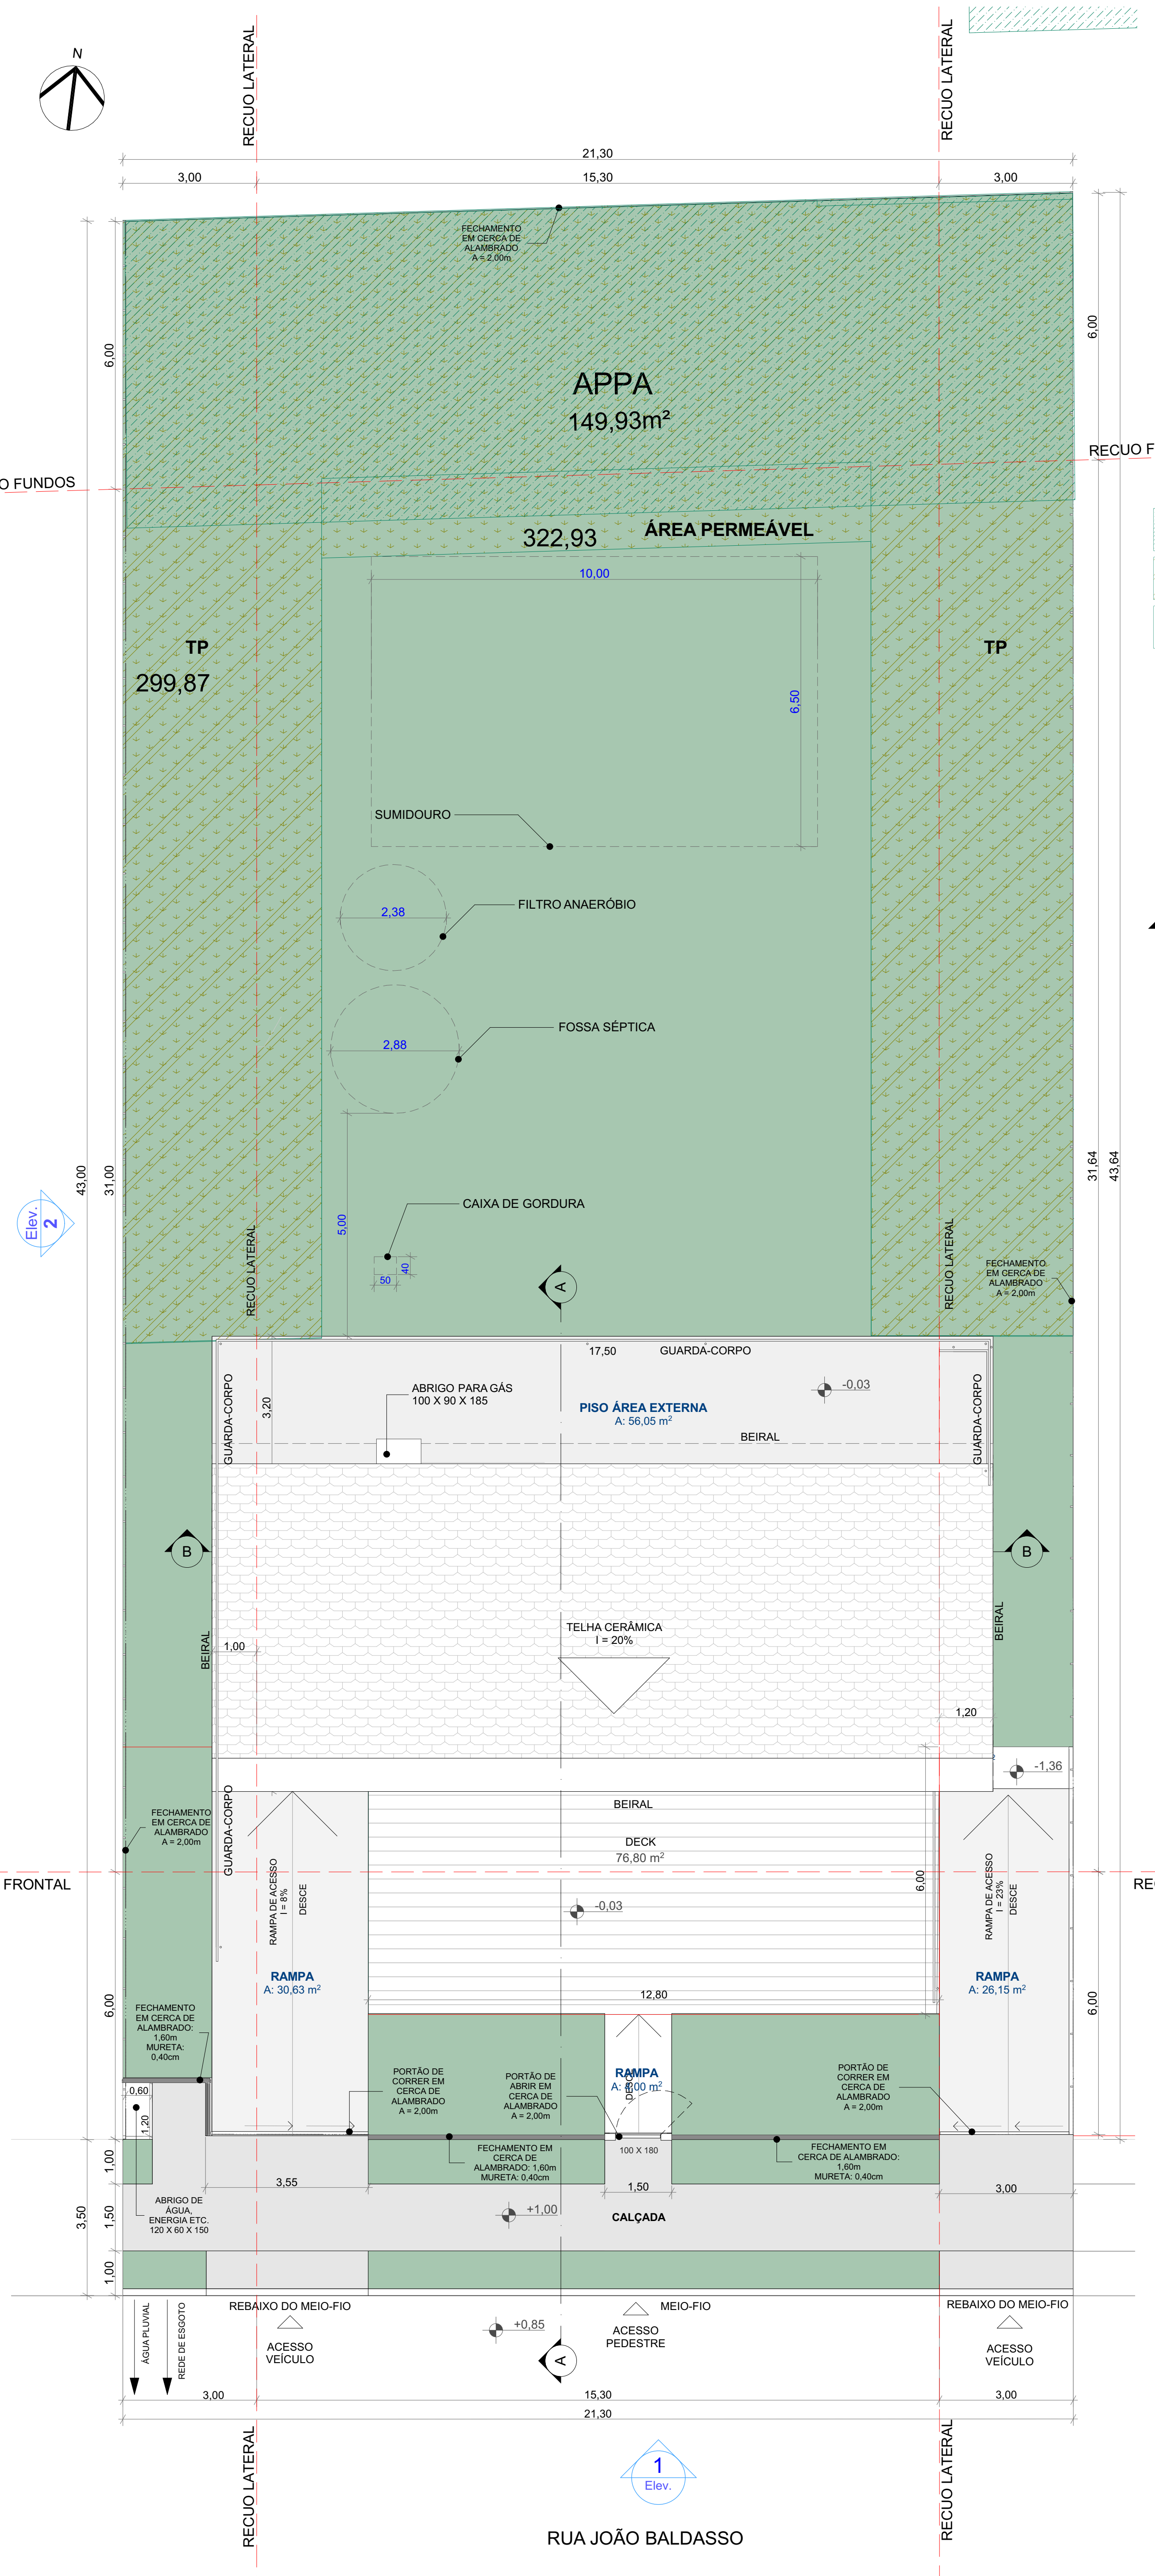 N
RECUO LATERAL
RECUO LATERAL
21,30
3,00
15,30
3,00
FECHAMENTO
EM CERCA DE
ALAMBRADO
A = 2,00m
6,00
6,00
APPA
149,93m²
O FUNDOS
RECUO F
322,93
ÁREA PERMEÁVEL
10,00
TP
299,87
TP
6,50
SUMIDOURO
FILTRO ANAERÓBIO
2,38
FOSSA SÉPTICA
2,88
43,00
31,00
31,64
43,64
Elev.
2
5,00
CAIXA DE GORDURA
40
50
A
RECUO LATERAL
RECUO LATERAL
FECHAMENTO
EM CERCA DE
ALAMBRADO
A = 2,00m
17,50
GUARDA-CORPO
GUARDA-CORPO
3,20
ABRIGO PARA GÁS
100 X 90 X 185
-0,03
PISO ÁREA EXTERNA
A: 56,05 m²
GUARDA-CORPO
BEIRAL
B
B
TELHA CERÂMICA
I = 20%
BEIRAL
1,00
BEIRAL
1,20
-1,36
FECHAMENTO
EM CERCA DE
ALAMBRADO
A = 2,00m
GUARDA-CORPO
BEIRAL
DECK
76,80 m²
FRONTAL
REC
RAMPA DE ACESSO
I = 8%
DESCE
6,00
RAMPA DE ACESSO
I = 23%
DESCE
-0,03
RAMPA
A: 30,63 m²
RAMPA
A: 26,15 m²
12,80
6,00
6,00
FECHAMENTO
EM CERCA DE
ALAMBRADO:
1,60m
MURETA:
0,40cm
0,60
1,20
PORTÃO DE
CORRER EM
CERCA DE
ALAMBRADO
A = 2,00m
PORTÃO DE
ABRIR EM
CERCA DE
ALAMBRADO
A = 2,00m
RAMPA
PORTÃO DE
CORRER EM
CERCA DE
ALAMBRADO
A = 2,00m
FECHAMENTO EM
CERCA DE
ALAMBRADO: 1,60m
MURETA: 0,40cm
100 X 180
FECHAMENTO EM
CERCA DE ALAMBRADO:
1,60m
MURETA: 0,40cm
1,00
3,55
1,50
3,00
ABRIGO DE
ÁGUA,
ENERGIA ETC.
120 X 60 X 150
3,50
1,50
+1,00
CALÇADA
1,00
REBAIXO DO MEIO-FIO
MEIO-FIO
REBAIXO DO MEIO-FIO
ÁGUA PLUVIAL
REDE DE ESGOTO
+0,85
ACESSO
VEÍCULO
ACESSO
PEDESTRE
ACESSO
VEÍCULO
A
3,00
15,30
3,00
21,30
RECUO LATERAL
RECUO LATERAL
1
Elev.
RUA JOÃO BALDASSO